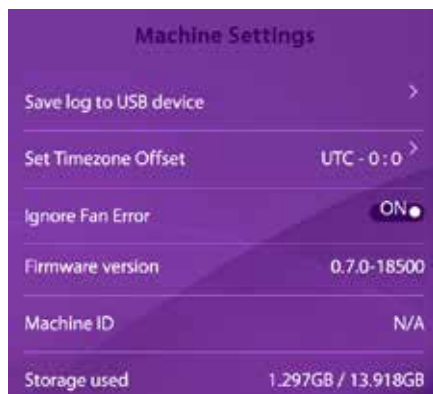 Machine Settings
Save log to USB device >
Set Timezone Offset UTC - 0 : 0 >
Ignore Fan Error ON
Firmware version 0.7.0-18500
Machine ID N/A
Storage used 1.297GB / 13.918GB